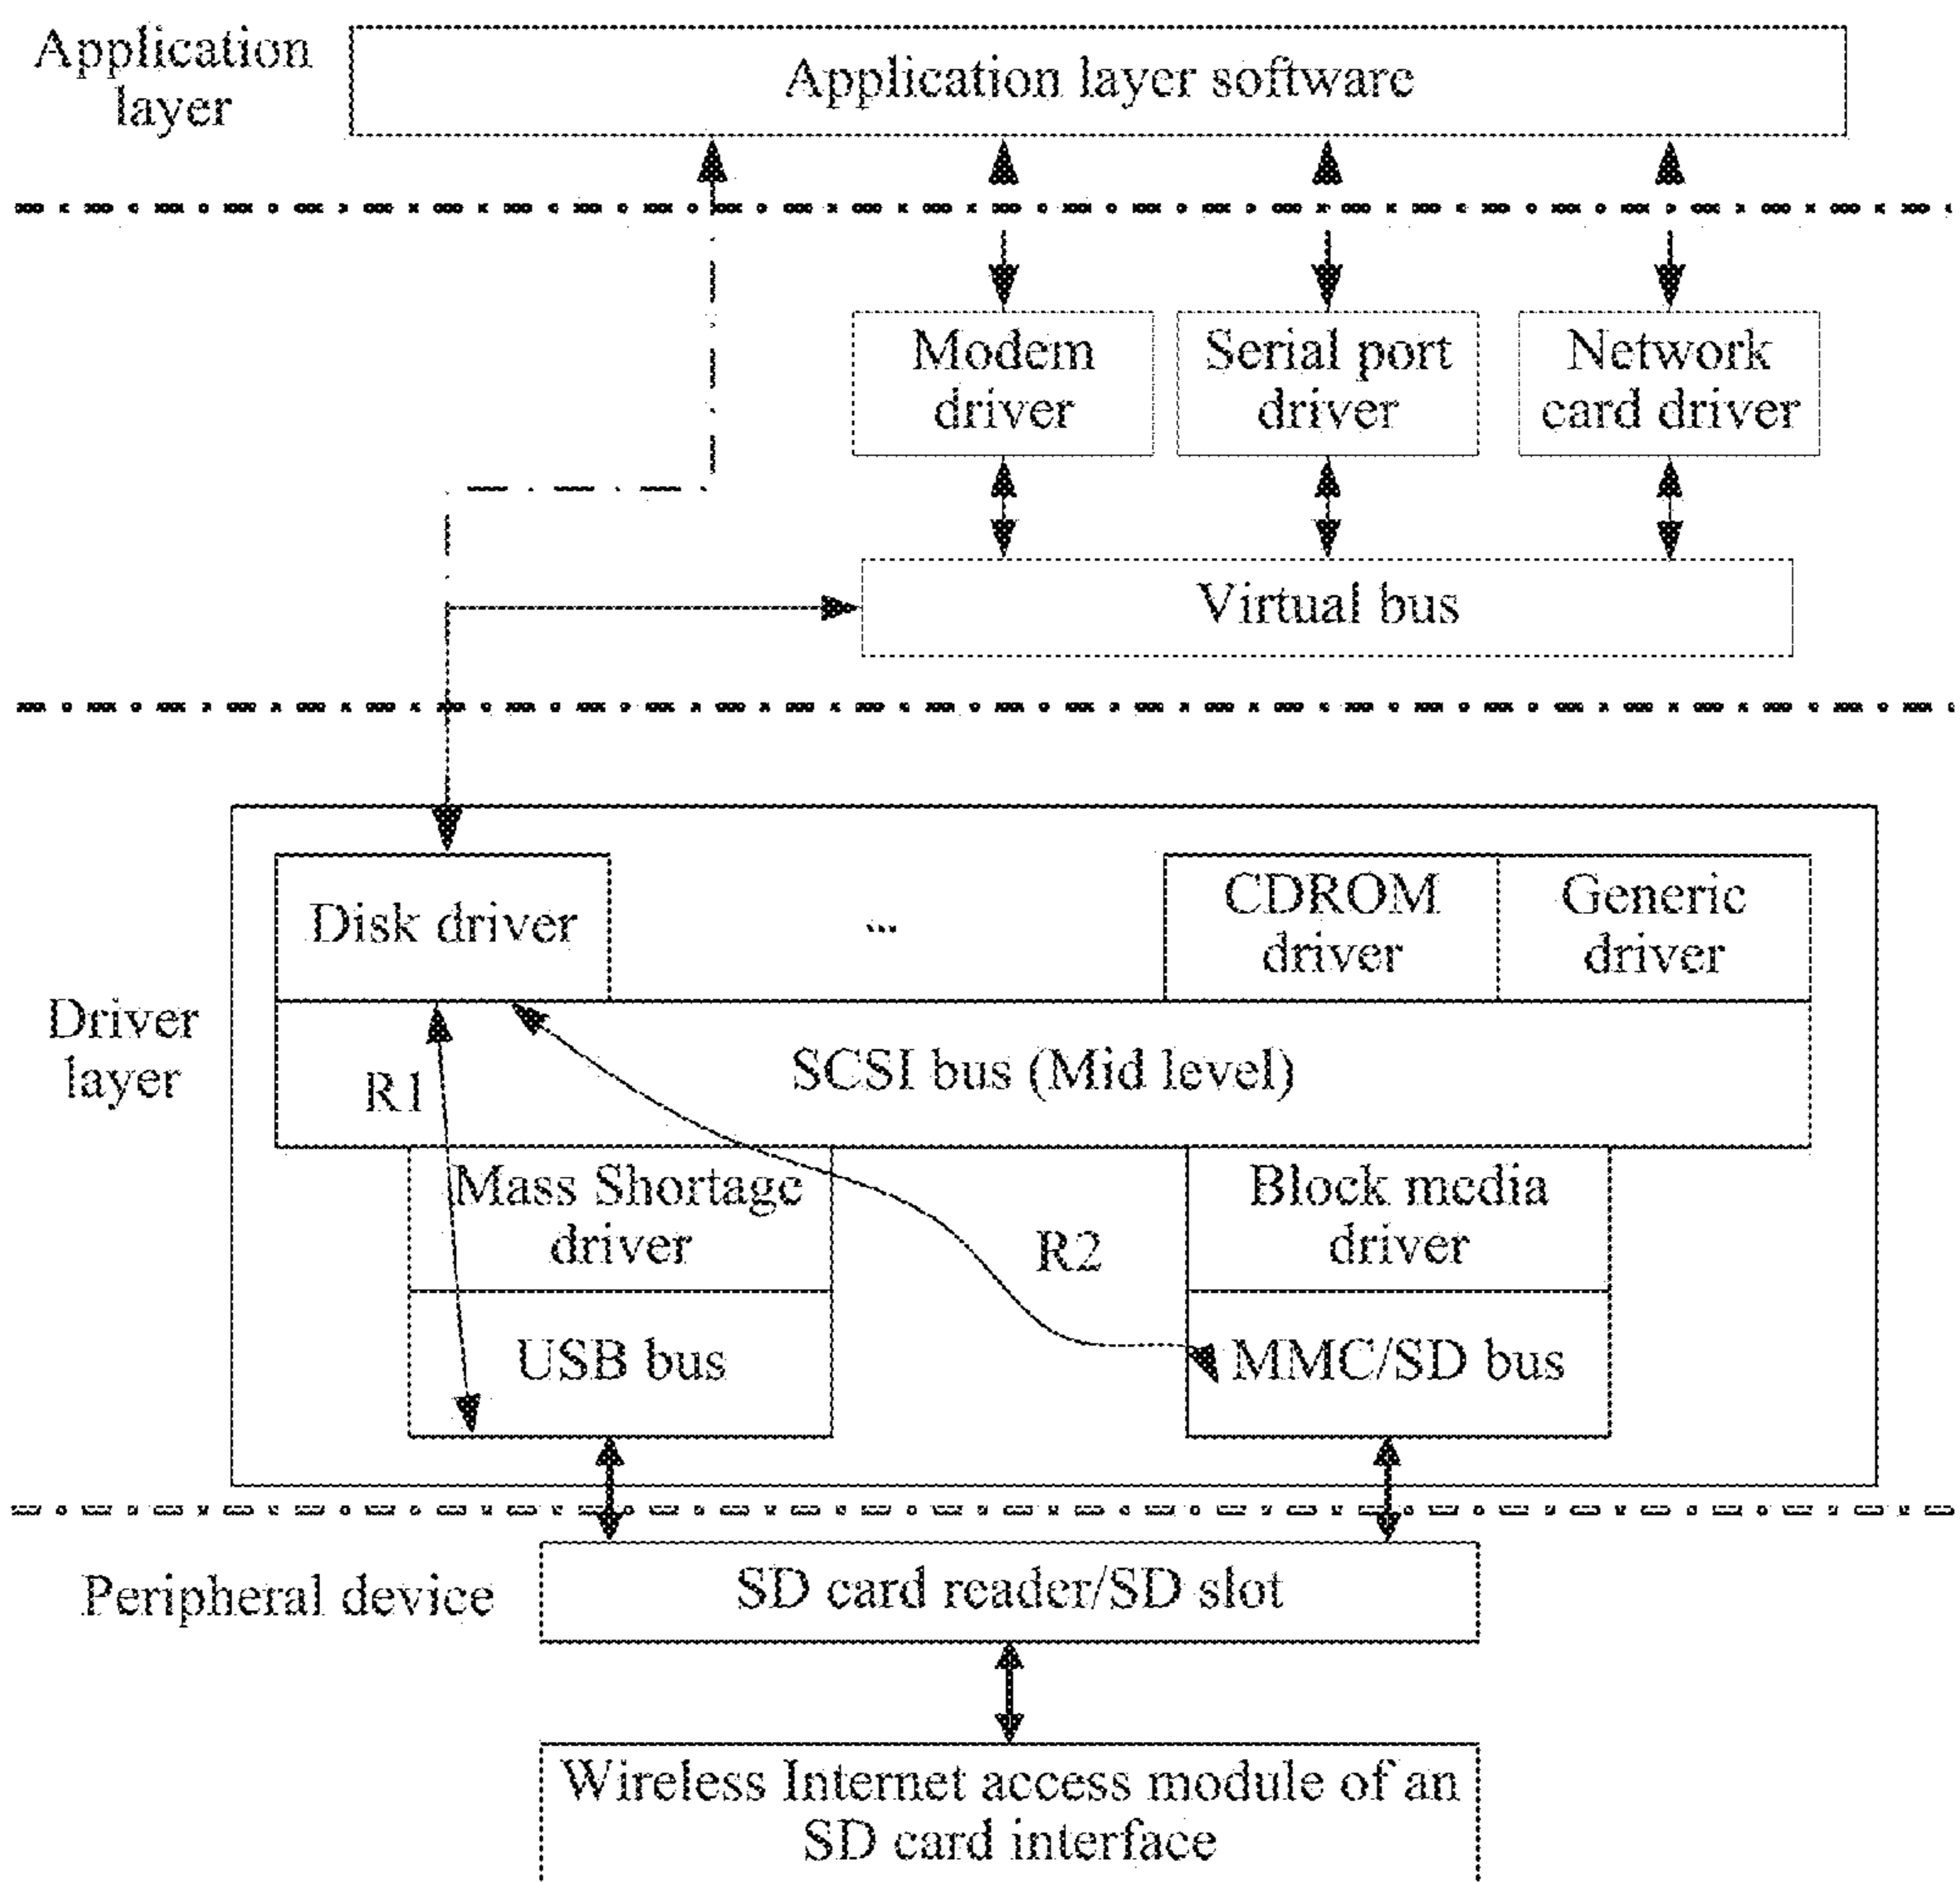 Application
layer
Application layer software
Modem
driver
Serial port
driver
Network
card driver
Virtual bus
Driver
layer
Disk driver
...
CDROM
driver
Generic
driver
SCSI bus (Mid level)
R1
Mass Shortage
driver
R2
Block media
driver
USB bus
MMC/SD bus
Peripheral device
SD card reader/SD slot
Wireless Internet access module of an
SD card interface